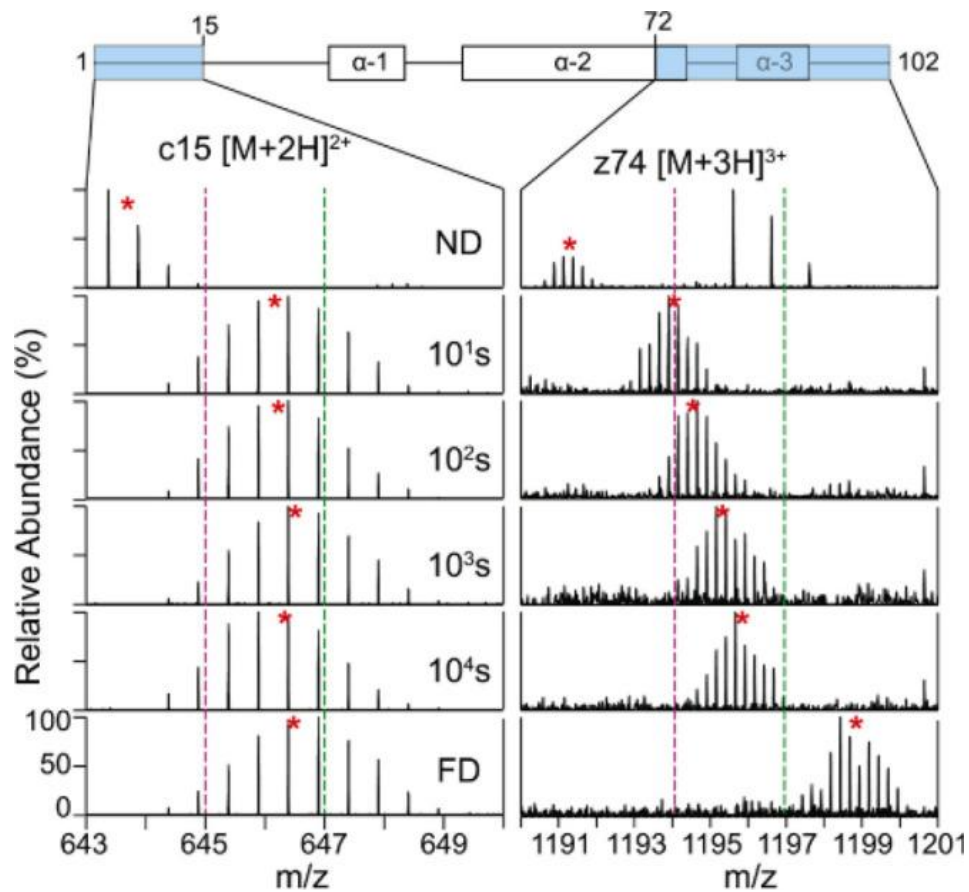 15 72
1 α-1 α-2 α-3 102
c15 [M+2H]²⁺ z74 [M+3H]³⁺
* ND *
* 10¹s *
* 10²s *
* 10³s *
* 10⁴s *
* FD *
Relative Abundance (%)
100
50
0
643 645 647 649 1191 1193 1195 1197 1199 1201
m/z m/z